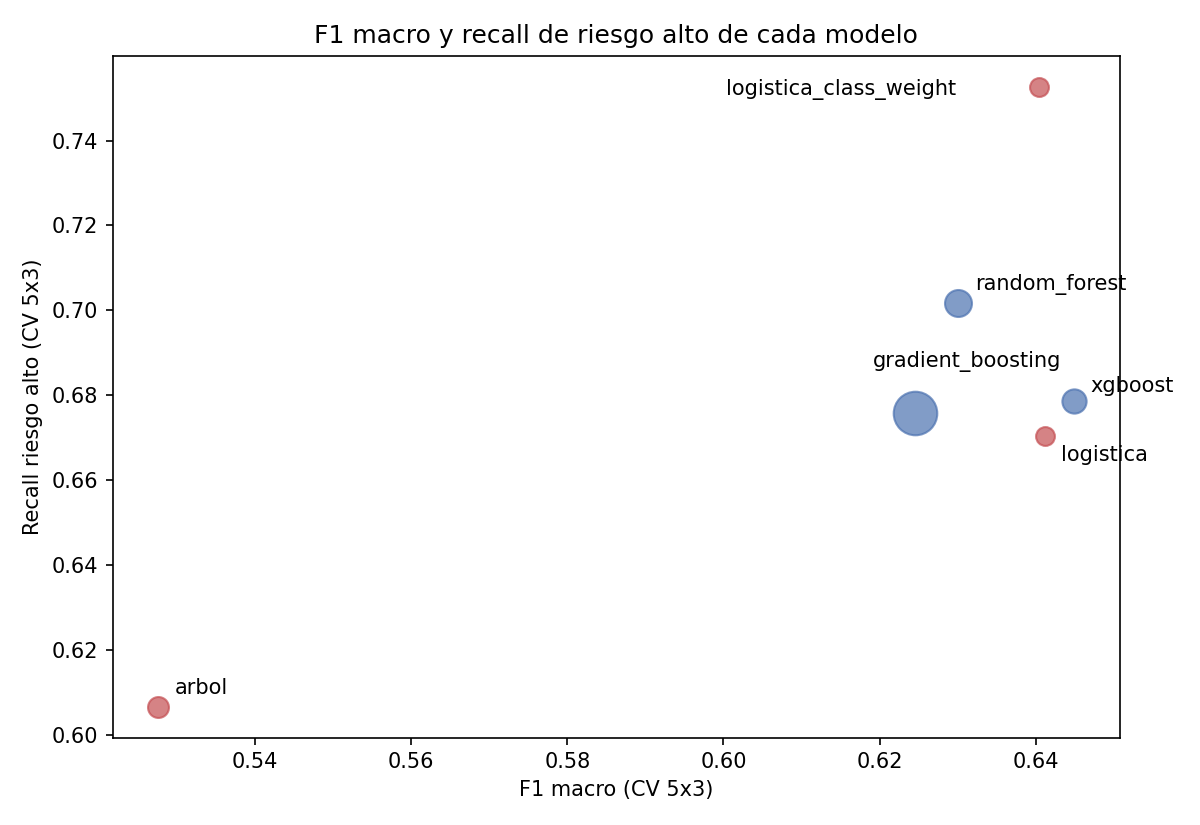 F1 macro y recall de riesgo alto de cada modelo
logistica_class_weight
0.74
0.72
random_forest
0.70
gradient_boosting
xgboost
0.68
logistica
0.66
0.64
0.62
arbol
0.60
Recall riesgo alto (CV 5x3)
0.54
0.56
0.58
0.60
0.62
0.64
F1 macro (CV 5x3)